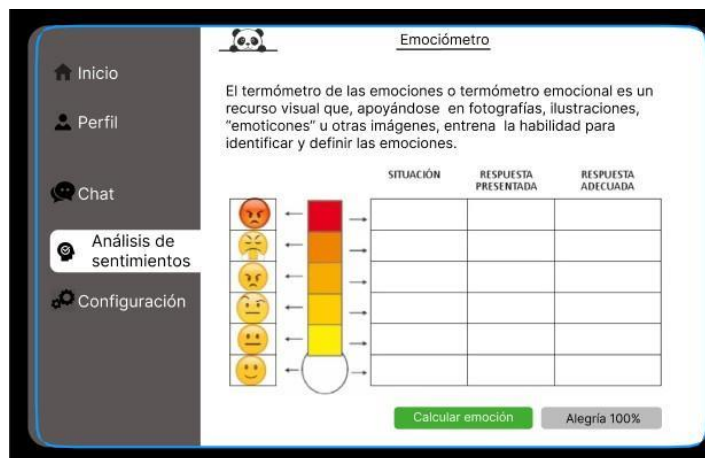 Emociómetro
Inicio
Perfil
Chat
Análisis de
sentimientos
Configuración
El termómetro de las emociones o termómetro emocional es un
recurso visual que, apoyándose en fotografías, ilustraciones,
“emoticones” u otras imágenes, entrena la habilidad para
identificar y definir las emociones.
SITUACIÓN
RESPUESTA
PRESENTADA
RESPUESTA
ADECUADA
Calcular emoción
Alegría 100%